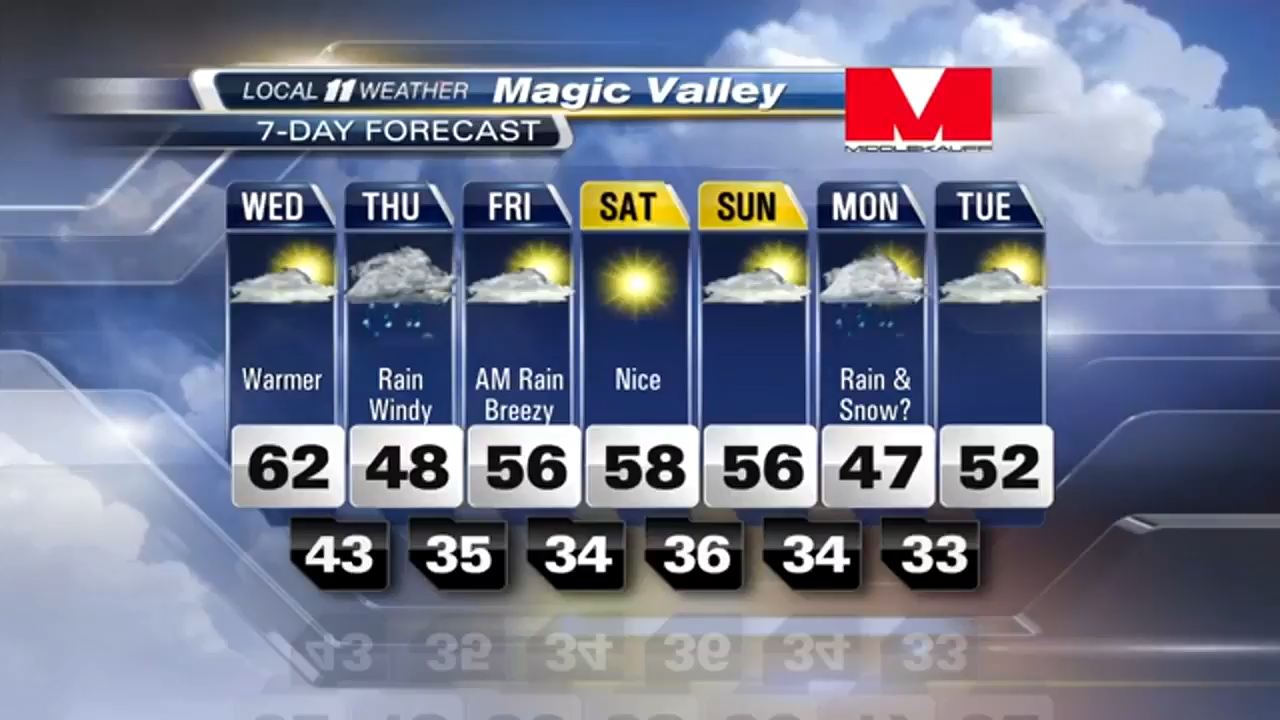 LOCAL 11 WEATHER Magic Valley
7-DAY FORECAST
M
MIDDLEKAUFF
WED THU FRI SAT SUN MON TUE
Warmer Rain AM Rain Nice Rain &
Windy Breezy Snow?
62 48 56 58 56 47 52
43 35 34 36 34 33